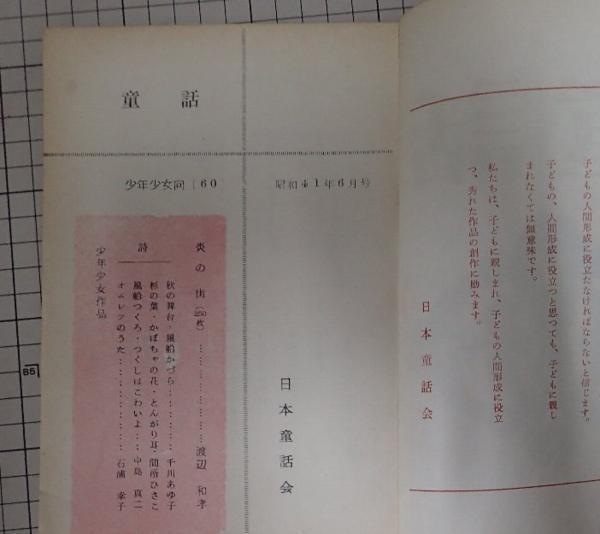 子どもの人間形成に役立たなければならないと信じます。
子どもの、人間形成に役立つと思つても、子どもに親し
まれなくては無意味です。
私たちは、子どもに親しまれ、子どもの人間形成に役立
つ、秀れた作品の創作に励みます。
日本童話会
童話
少年少女向 160
昭和41年6月号
炎の街(250枚)………………渡辺和孝
詩
秋の舞台・風船かづら…………千川あゆ子
杉の葉・かぼちゃの花・とんがり耳・間所ひさこ
風船つくろ・つくしはこわいよ……中島真二
オムレツのうた………………石浦幸子
少年少女作品
日本童話会
85